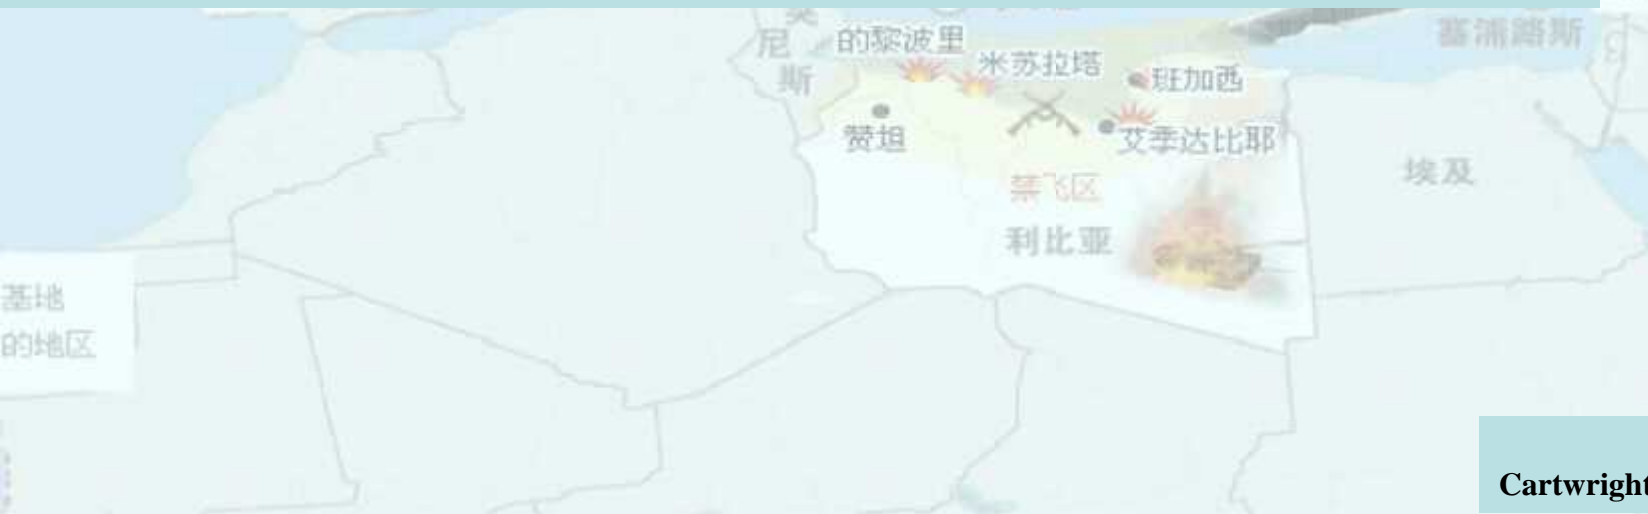 的黎波里
米苏拉塔
班加西
尼
斯
赞坦
艾季达比耶
塞浦路斯
埃及
禁飞区
利比亚
基地
的地区
Cartwright